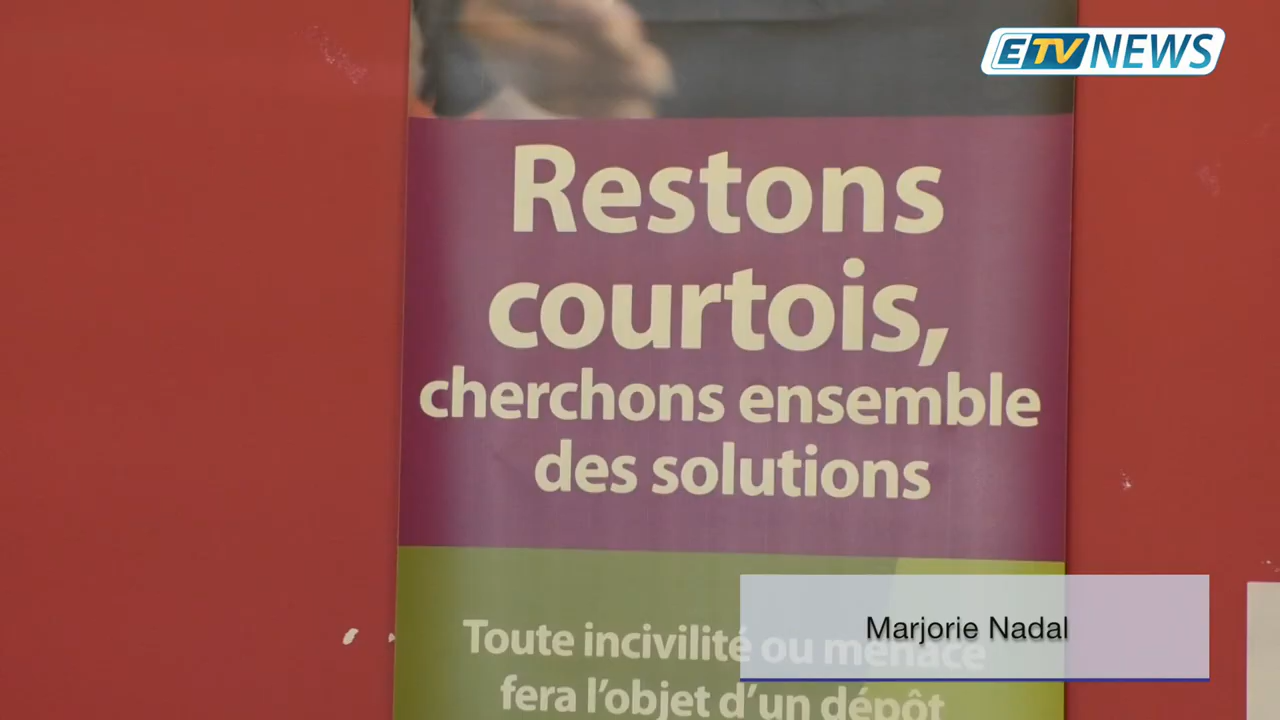 ETV NEWS
Restons
courtois,
cherchons ensemble
des solutions
Toute incivilité ou menace
fera l'objet d'un dépôt
Marjorie Nadal